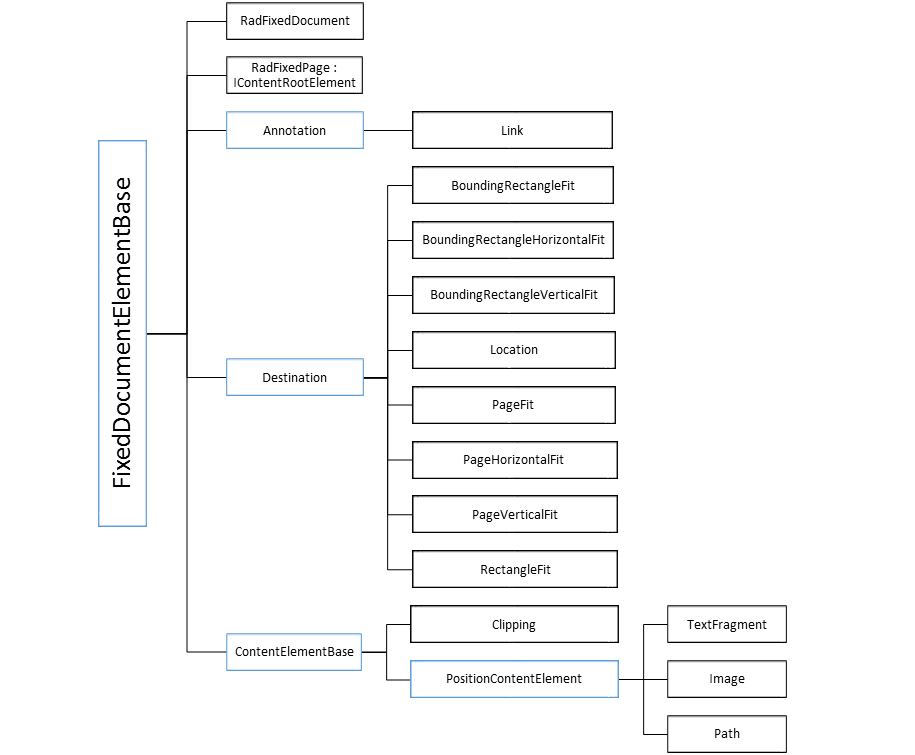 FixedDocumentElementBase
RadFixedDocument
RadFixedPage :
IContentRootElement
Annotation
Link
Destination
BoundingRectangleFit
BoundingRectangleHorizontalFit
BoundingRectangleVerticalFit
Location
PageFit
PageHorizontalFit
PageVerticalFit
RectangleFit
ContentElementBase
Clipping
PositionContentElement
TextFragment
Image
Path